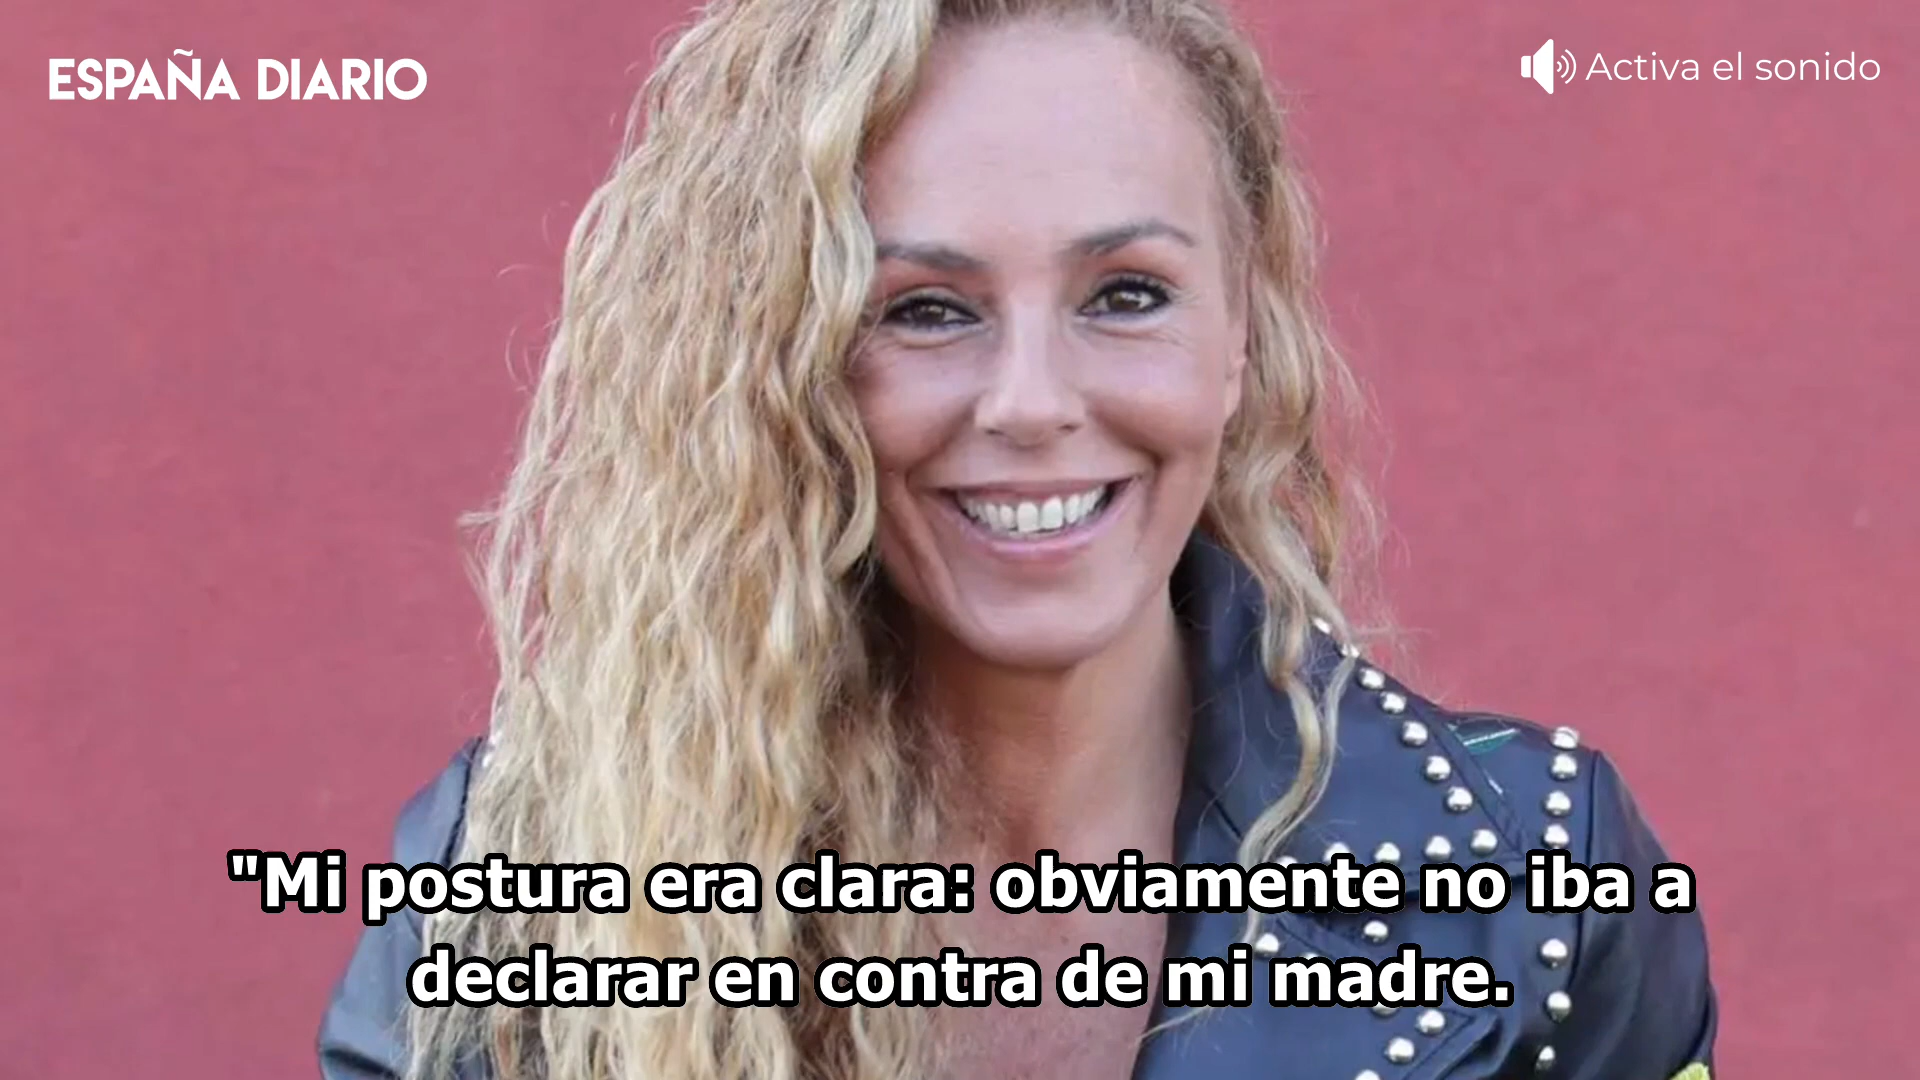 ESPAÑA DIARIO
Activa el sonido
"Mi postura era clara: obviamente no iba a
declarar en contra de mi madre.